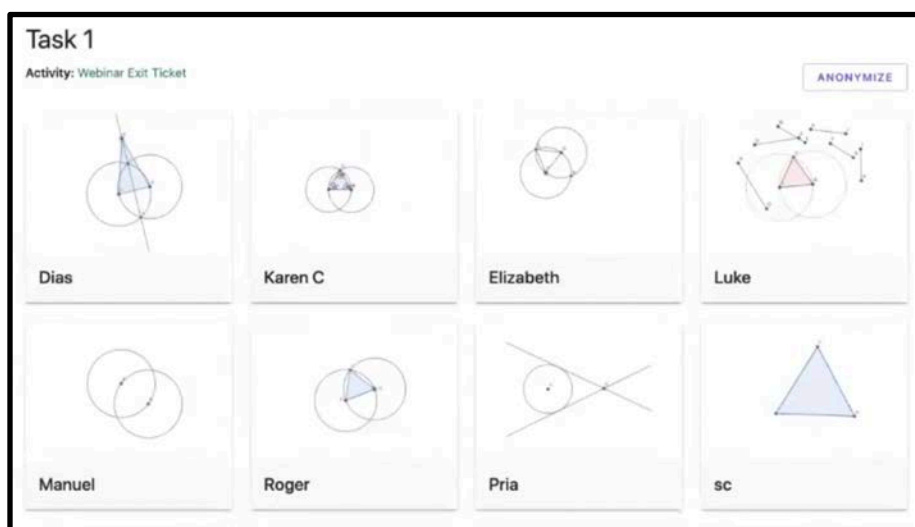 Task 1
Activity: Webinar Exit Ticket
ANONYMIZE
Dias
Karen C
Elizabeth
Luke
Manuel
Roger
Pria
sc